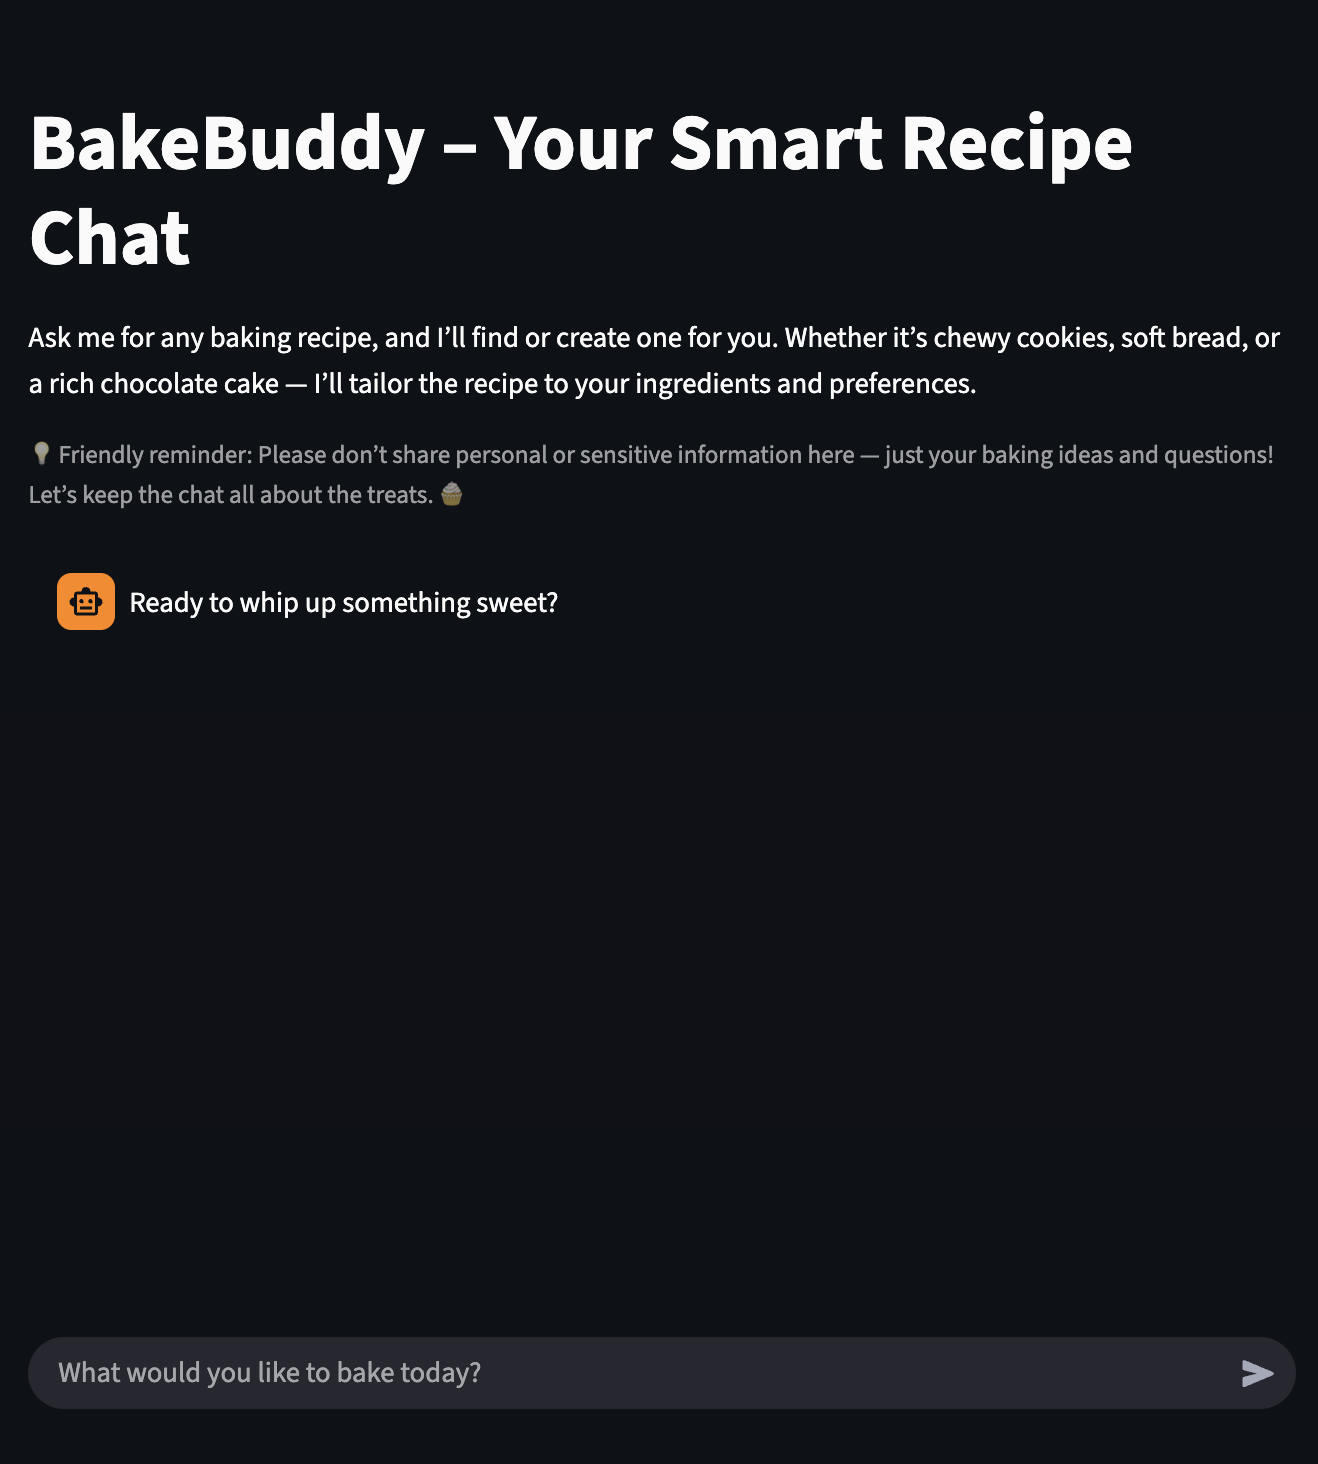 BakeBuddy – Your Smart Recipe
Chat
Ask me for any baking recipe, and I’ll find or create one for you. Whether it’s chewy cookies, soft bread, or
a rich chocolate cake — I’ll tailor the recipe to your ingredients and preferences.
💡 Friendly reminder: Please don’t share personal or sensitive information here — just your baking ideas and questions!
Let’s keep the chat all about the treats. 🧁
Ready to whip up something sweet?
What would you like to bake today?